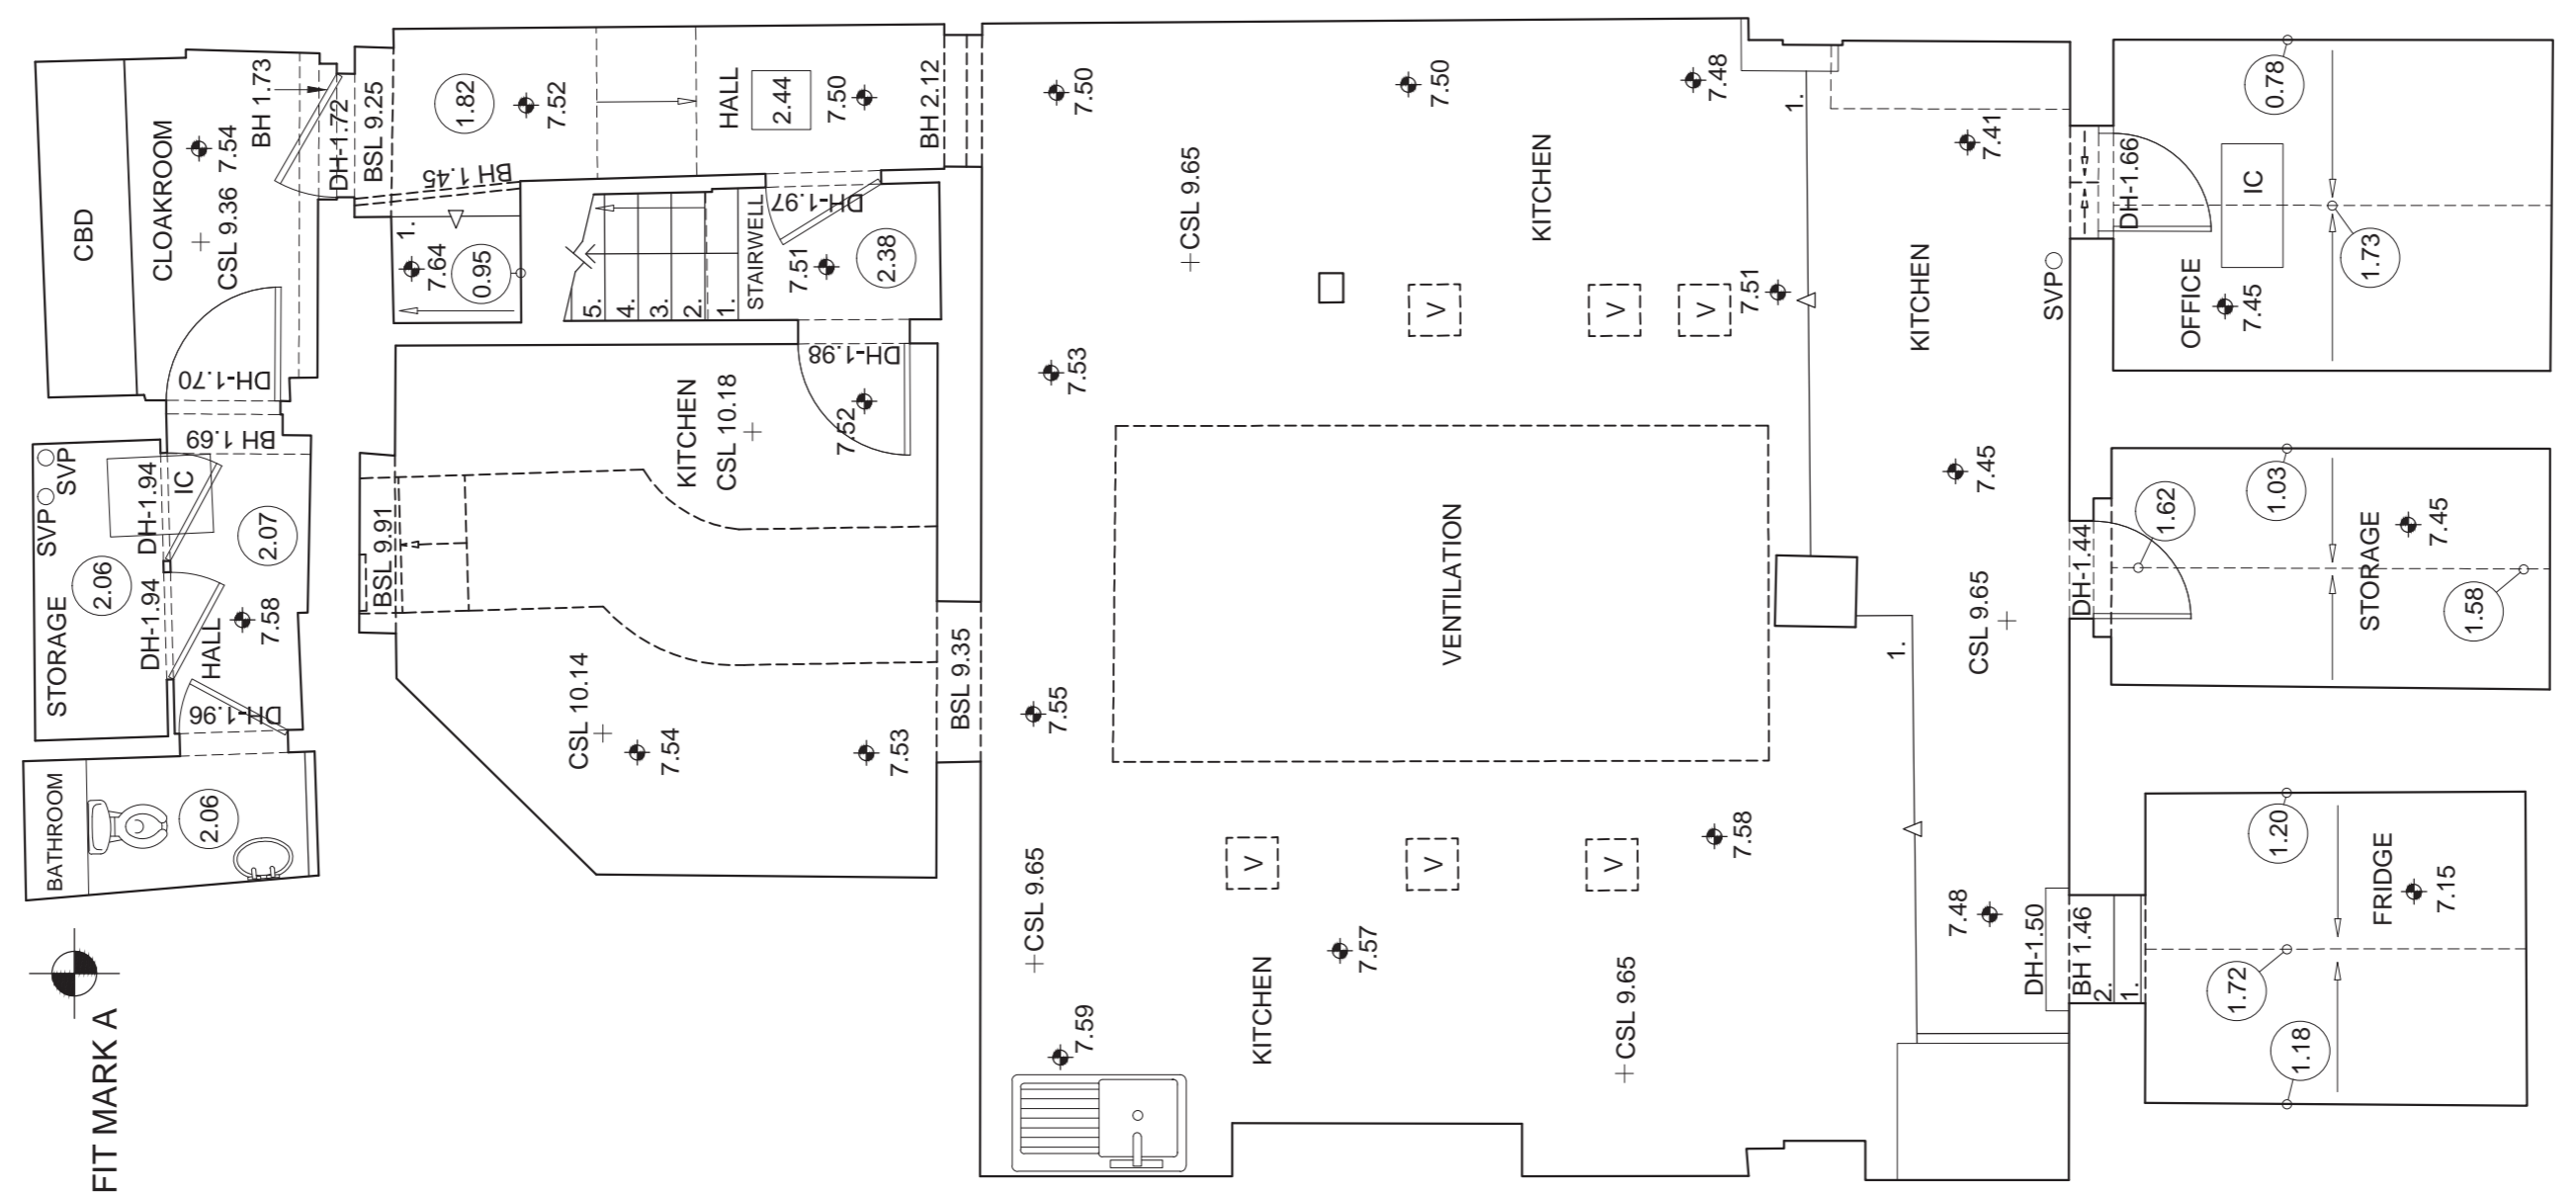 CBD
CLOAKROOM
CSL 9.36
7.54
BH 1.73
DH-1.72
BSL 9.25
DH-1.70
BH 1.69
SVP
SVP
STORAGE
2.06
DH-1.94
DH-1.94
IC
2.07
HALL
7.58
DH-1.96
BATHROOM
2.06
FIT MARK A
1.82
7.52
BH 1.45
1.
7.64
0.95
HALL
2.44
7.50
BH 2.12
5.
4.
3.
2.
1.
STAIRWELL
DH-1.97
7.51
2.38
DH-1.98
KITCHEN
CSL 10.18
7.52
BSL 9.91
CSL 10.14
7.54
7.53
BSL 9.35
7.50
7.50
7.48
CSL 9.65
KITCHEN
1.
7.53
V
V
V
7.51
7.55
VENTILATION
CSL 9.65
7.59
KITCHEN
7.57
V
V
V
7.58
CSL 9.65
7.41
KITCHEN
SVP
7.45
CSL 9.65
1.
7.48
DH-1.66
OFFICE
7.45
IC
0.78
1.73
DH-1.44
1.62
1.03
STORAGE
7.45
1.58
DH-1.50
BH 1.46
2.
1.
1.20
1.72
1.18
FRIDGE
7.15